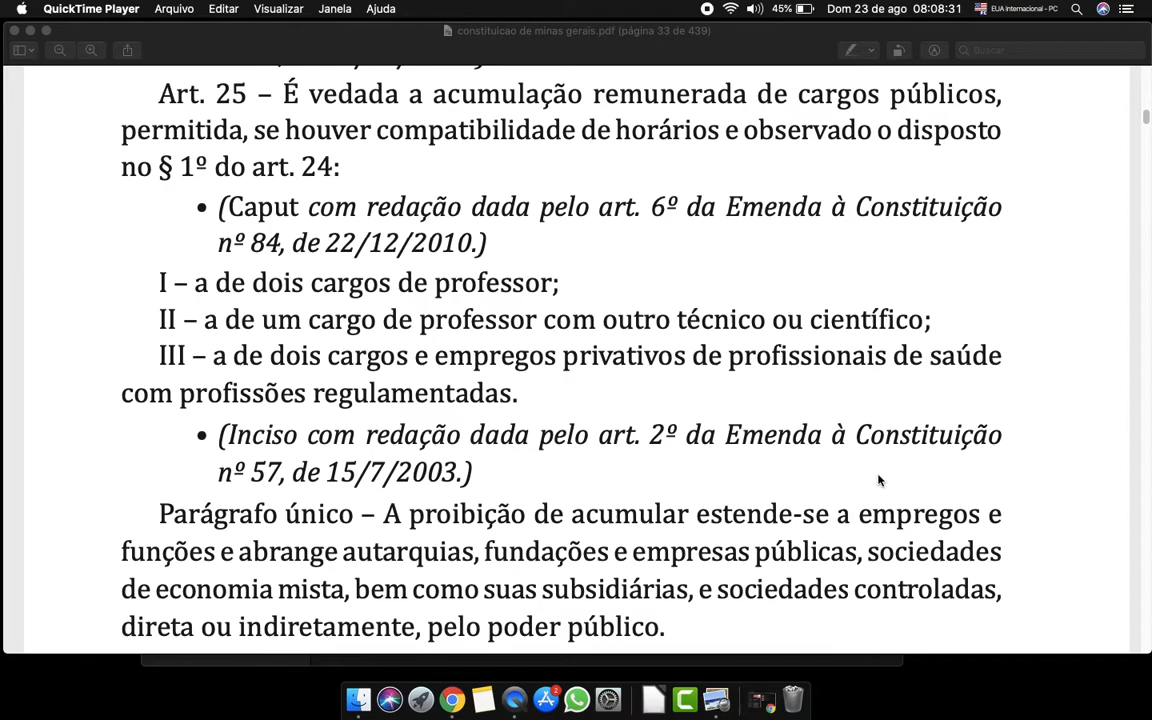 QuickTime Player Arquivo Editar Visualizar Janela Ajuda 45% Dom 23 de ago 08:08:31 EUA Internacional - PC
constituicao de minas gerais.pdf (página 33 de 439)
Buscar
Art. 25 – É vedada a acumulação remunerada de cargos públicos,
permitida, se houver compatibilidade de horários e observado o disposto
no § 1º do art. 24:
• (Caput com redação dada pelo art. 6º da Emenda à Constituição
nº 84, de 22/12/2010.)
I – a de dois cargos de professor;
II – a de um cargo de professor com outro técnico ou científico;
III – a de dois cargos e empregos privativos de profissionais de saúde
com profissões regulamentadas.
• (Inciso com redação dada pelo art. 2º da Emenda à Constituição
nº 57, de 15/7/2003.)
Parágrafo único – A proibição de acumular estende-se a empregos e
funções e abrange autarquias, fundações e empresas públicas, sociedades
de economia mista, bem como suas subsidiárias, e sociedades controladas,
direta ou indiretamente, pelo poder público.
2